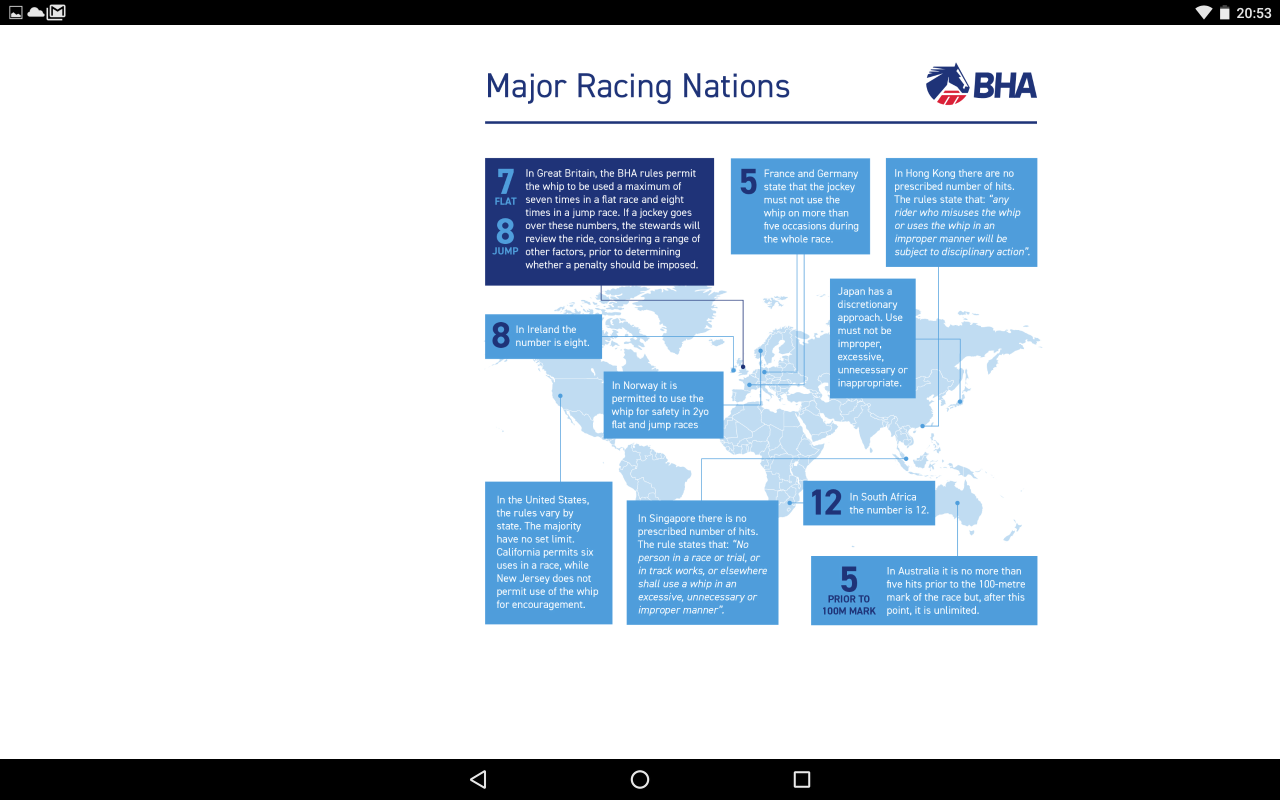 20:53
Major Racing Nations
BHA
7
FLAT
8
JUMP
In Great Britain, the BHA rules permit
the whip to be used a maximum of
seven times in a flat race and eight
times in a jump race. If a jockey goes
over these numbers, the stewards will
review the ride, considering a range of
other factors, prior to determining
whether a penalty should be imposed.
5
France and Germany
state that the jockey
must not use the
whip on more than
five occasions during
the whole race.
In Hong Kong there are no
prescribed number of hits.
The rules state that: “any
rider who misuses the whip
or uses the whip in an
improper manner will be
subject to disciplinary action”.
Japan has a
discretionary
approach. Use
must not be
improper,
excessive,
unnecessary or
inappropriate.
8
In Ireland the
number is eight.
In Norway it is
permitted to use the
whip for safety in 2yo
flat and jump races
In the United States,
the rules vary by
state. The majority
have no set limit.
California permits six
uses in a race, while
New Jersey does not
permit use of the whip
for encouragement.
In Singapore there is no
prescribed number of hits.
The rule states that: “No
person in a race or trial, or
in track works, or elsewhere
shall use a whip in an
excessive, unnecessary or
improper manner”.
12
In South Africa
the number is 12.
5
PRIOR TO
100M MARK
In Australia it is no more than
five hits prior to the 100-metre
mark of the race but, after this
point, it is unlimited.